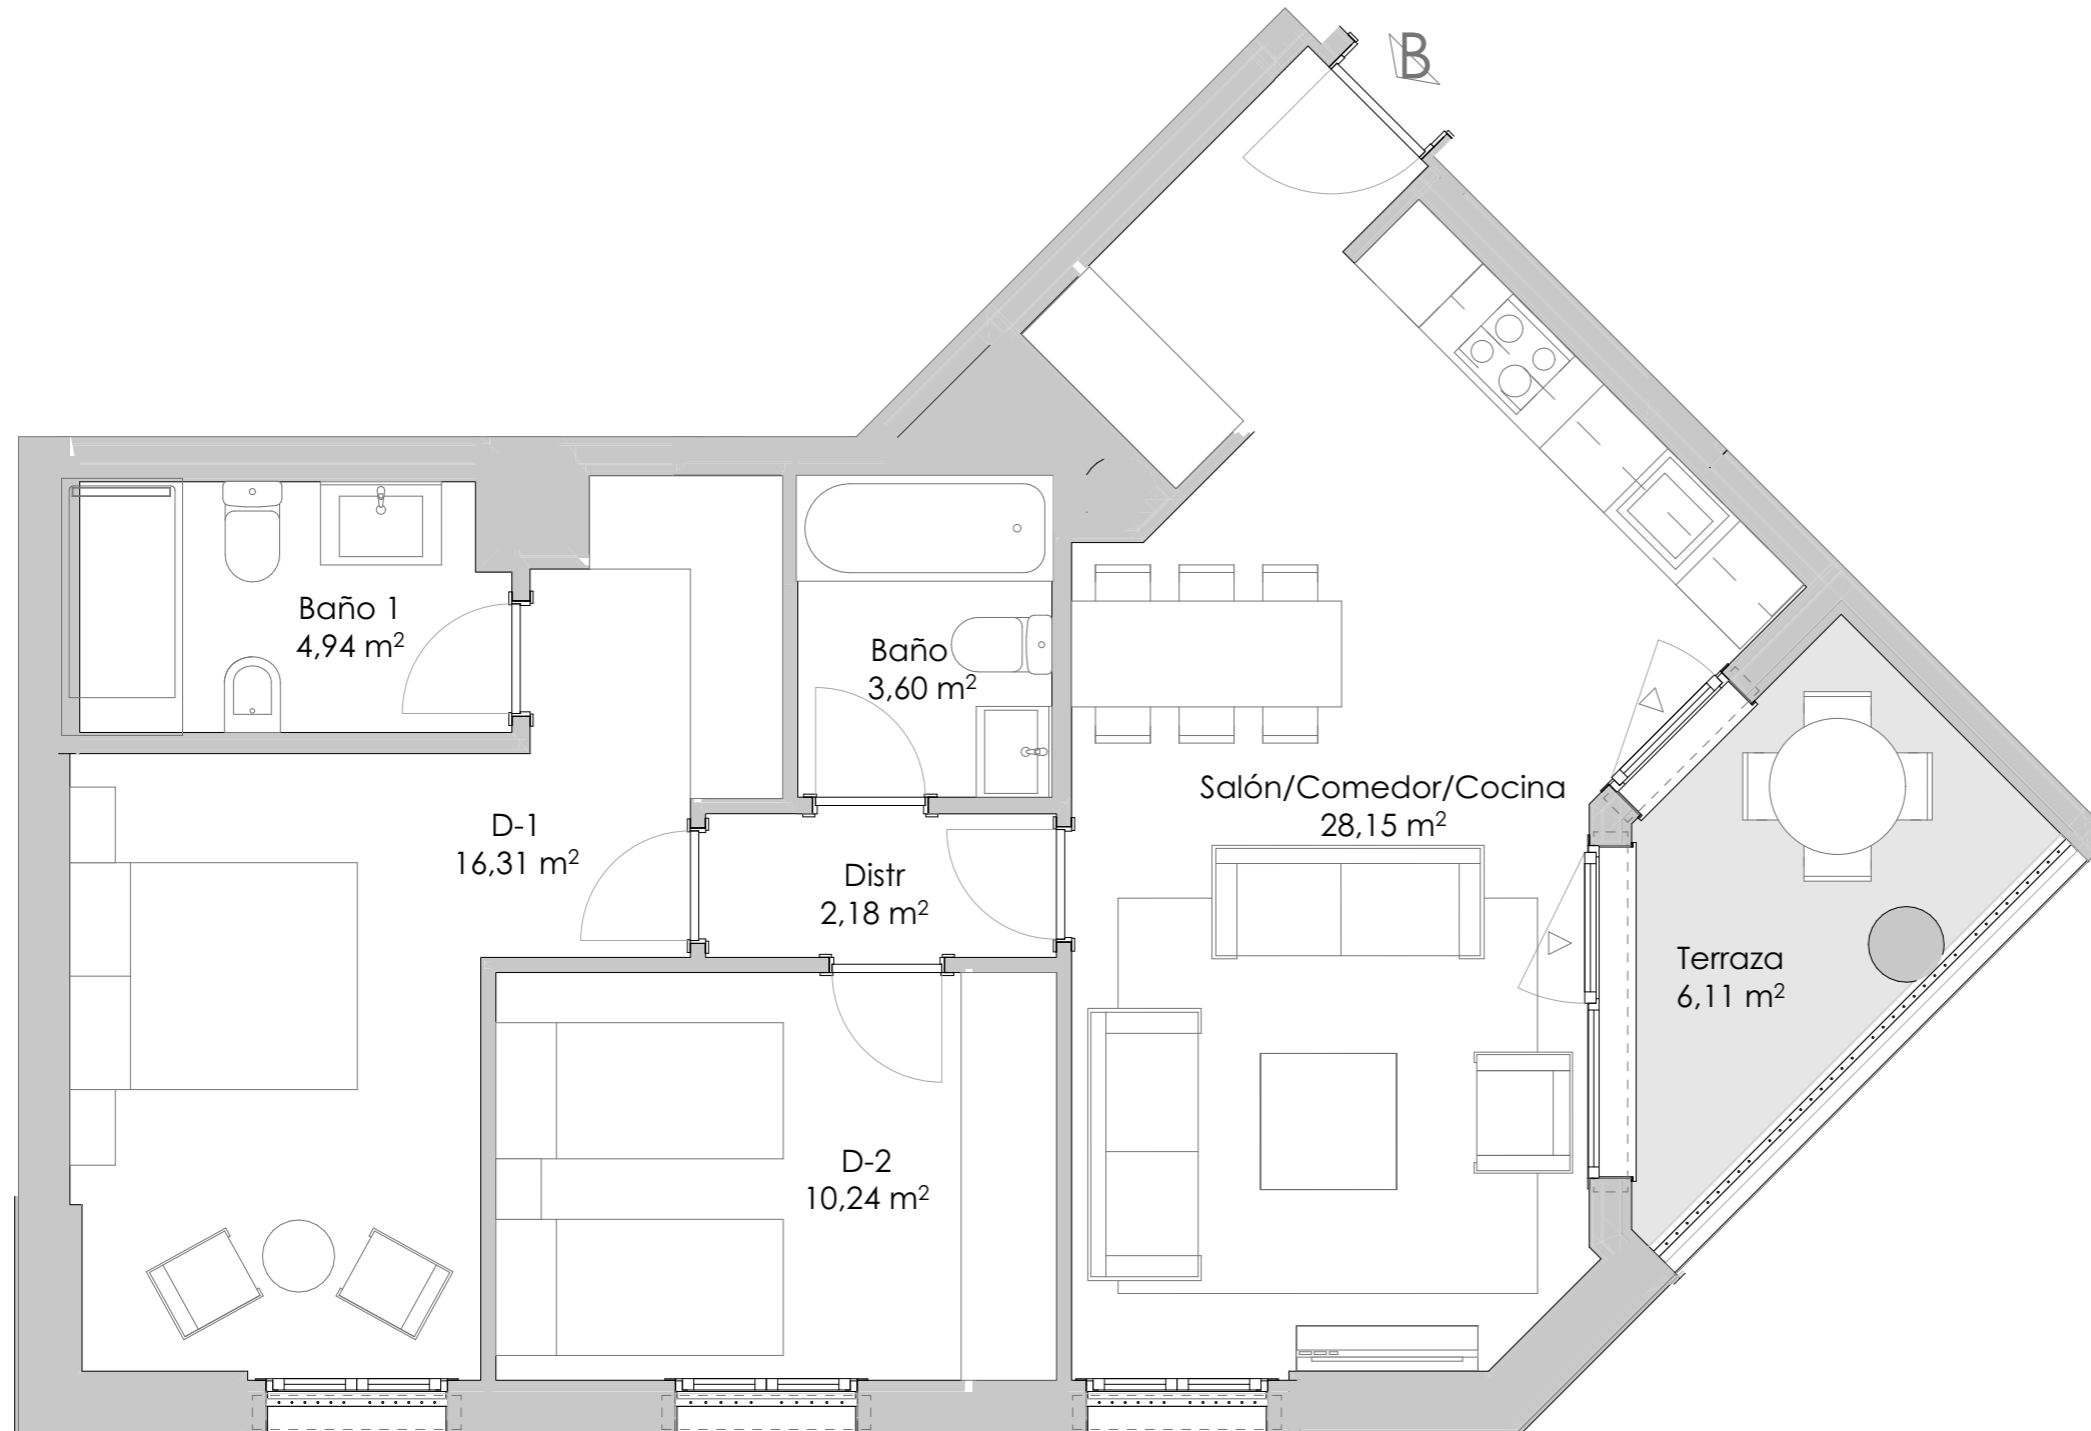 B
Baño 1
4,94 m²
Baño
3,60 m²
Salón/Comedor/Cocina
28,15 m²
D-1
16,31 m²
Distr
2,18 m²
Terraza
6,11 m²
D-2
10,24 m²